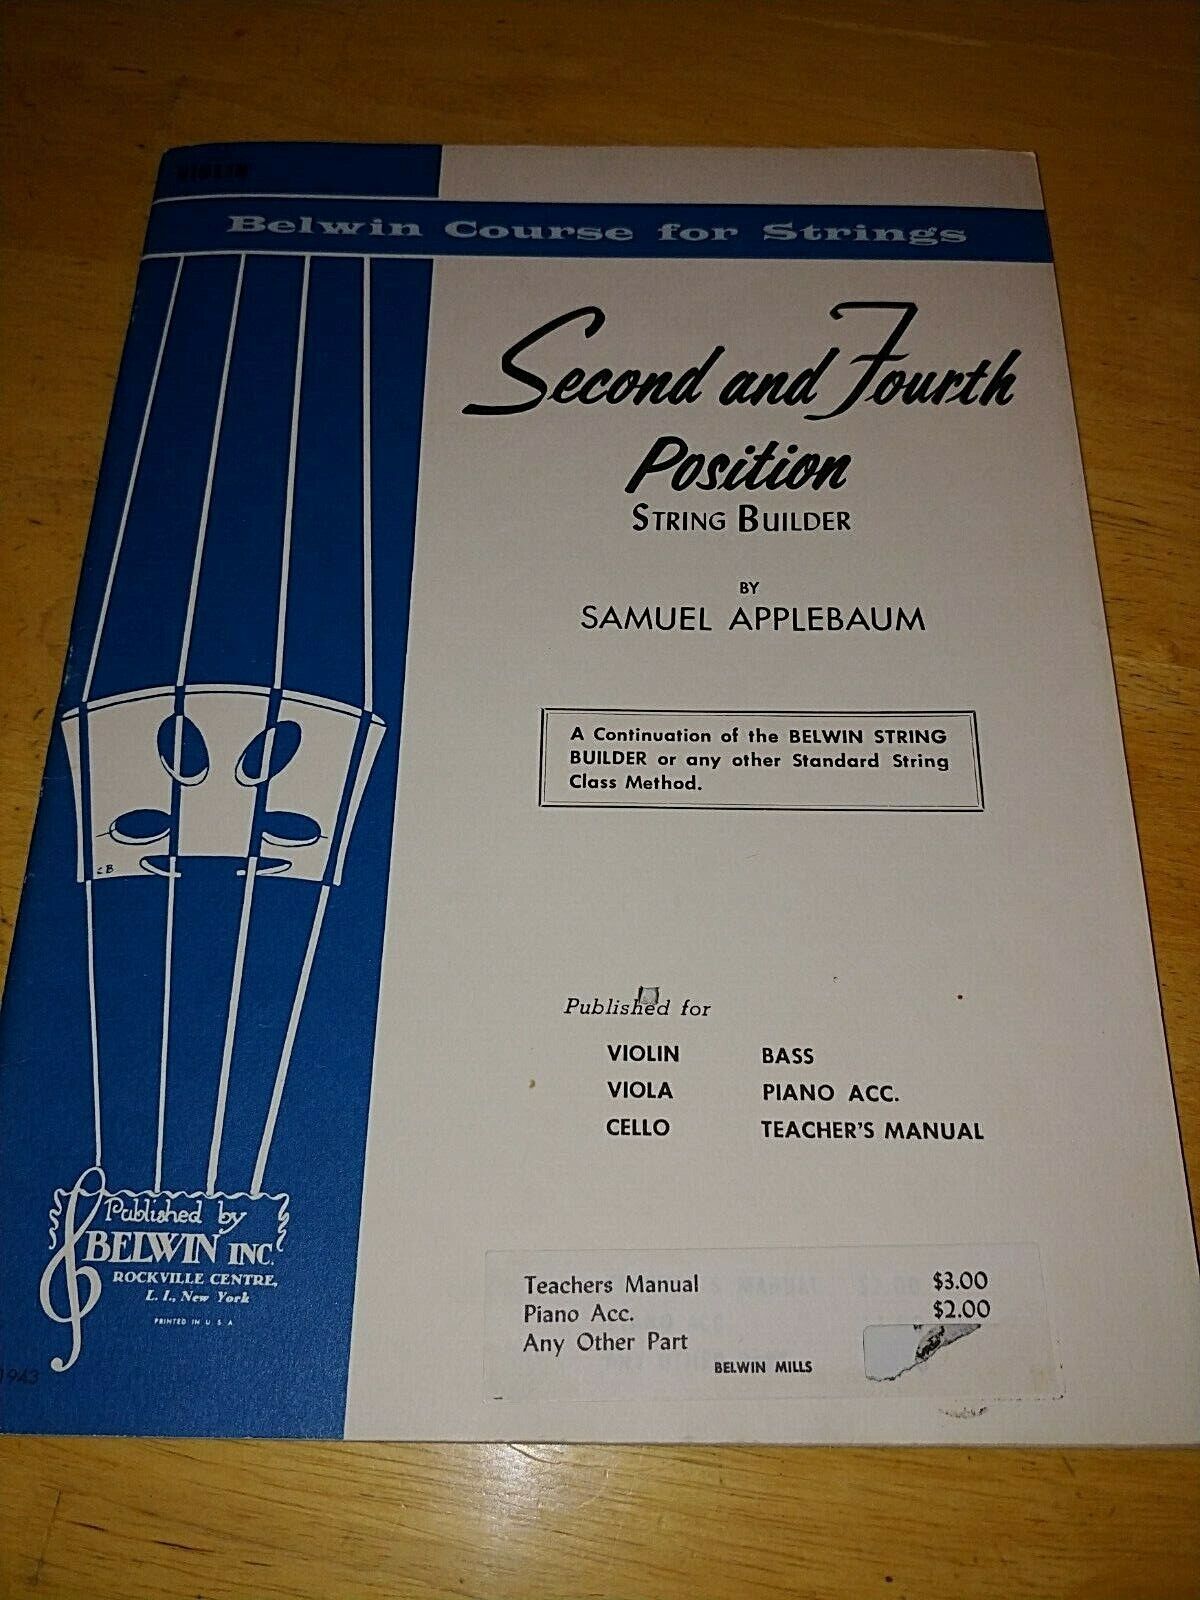 VIOLIN
Belwin Course for Strings
Second and Fourth
Position
STRING BUILDER
BY
SAMUEL APPLEBAUM
A Continuation of the BELWIN STRING
BUILDER or any other Standard String
Class Method.
CB
Published for
VIOLIN BASS
VIOLA PIANO ACC.
CELLO TEACHER'S MANUAL
Published by
BELWIN INC.
ROCKVILLE CENTRE,
L. I., New York
PRINTED IN U. S. A.
Teachers Manual $3.00
Piano Acc. $2.00
Any Other Part
BELWIN MILLS
1943